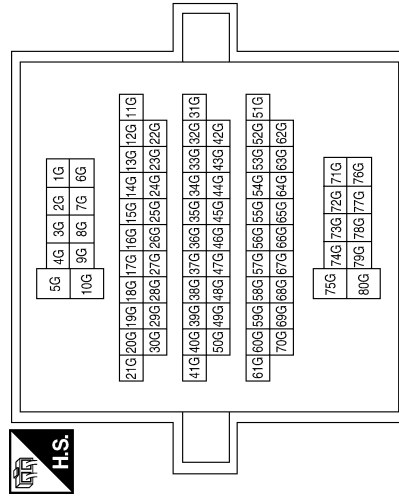 H.S.
5G 4G 3G 2G 1G
10G 9G 8G 7G 6G
21G 20G 19G 18G 17G 16G 15G 14G 13G 12G 11G
30G 29G 28G 27G 26G 25G 24G 23G 22G
41G 40G 39G 38G 37G 36G 35G 34G 33G 32G 31G
50G 49G 48G 47G 46G 45G 44G 43G 42G
61G 60G 59G 58G 57G 56G 55G 54G 53G 52G 51G
70G 69G 68G 67G 66G 65G 64G 63G 62G
75G 74G 73G 72G 71G
80G 79G 78G 77G 76G